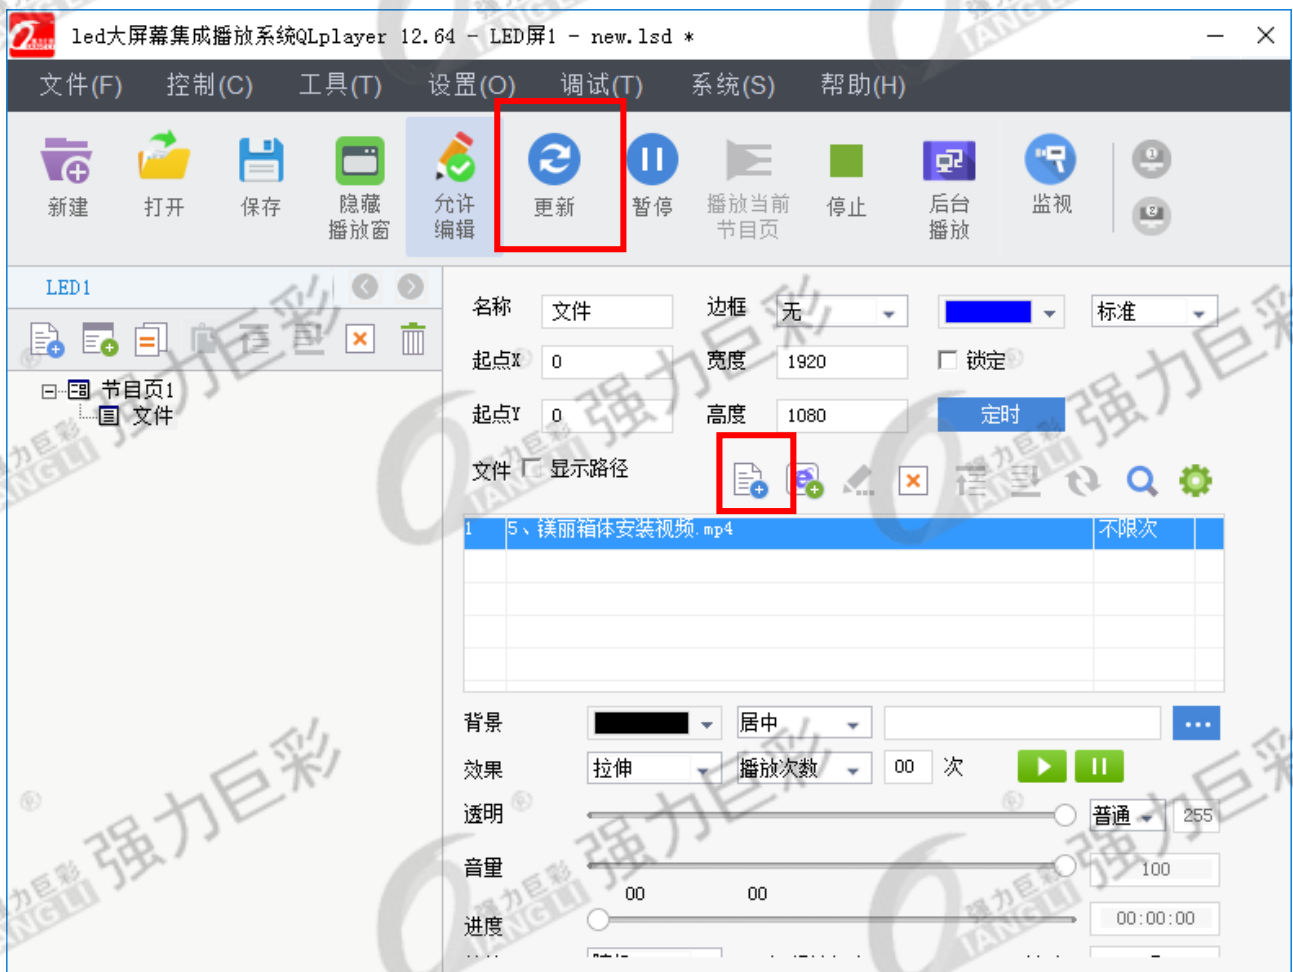 led大屏幕集成播放系统QLplayer 12.64 - LED屏1 - new.lsd *
文件(F) 控制(C) 工具(T) 设置(O) 调试(T) 系统(S) 帮助(H)
新建 打开 保存 隐藏播放窗 允许编辑 更新 暂停 播放当前节目页 停止 后台播放 监视
LED1
节目页1
文件
名称 文件 边框 无 标准
起点X 0 宽度 1920 锁定
起点Y 0 高度 1080 定时
文件 显示路径
1 5、镁丽箱体安装视频.mp4 不限次
背景 居中 ...
效果 拉伸 播放次数 00 次
透明 普通 255
音量 100
00 00
进度 00:00:00
强力巨彩
QIANGLI